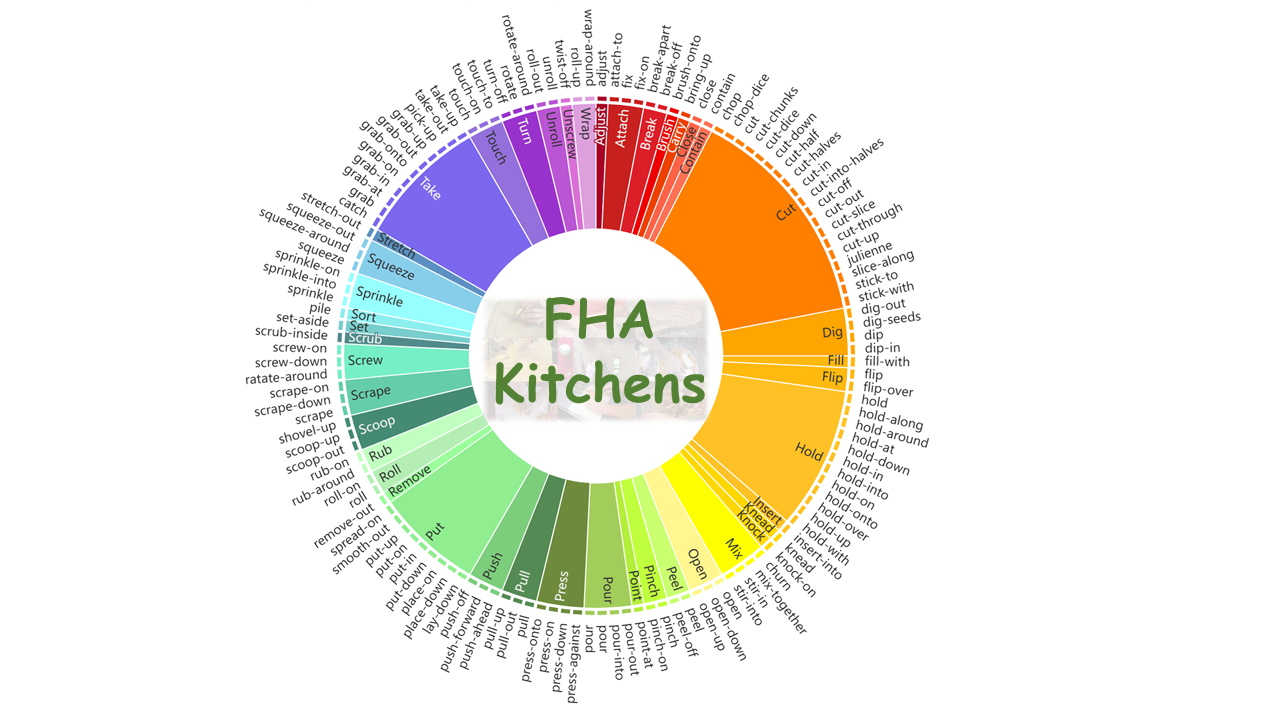 FHA
Kitchens
Adjust
Attach
Break
Brush
Carry
Close
Contain
Cut
Dig
Fill
Flip
Hold
Insert
Knead
Knock
Mix
Open
Peel
Pinch
Point
Pour
Press
Pull
Push
Put
Remove
Roll
Rub
Scoop
Scrape
Screw
Scrub
Set
Sort
Sprinkle
Squeeze
Stretch
Take
Touch
Turn
Unroll
Unscrew
Wrap
adjust
attach-to
fix
fix-on
break-apart
break-off
brush-onto
bring-up
close
contain
chop
chop-dice
cut
cut-chunks
cut-dice
cut-down
cut-half
cut-halves
cut-in
cut-into-halves
cut-off
cut-out
cut-slice
cut-through
cut-up
julienne
slice-along
stick-to
stick-with
dig-out
dig-seeds
dip
dip-in
fill-with
flip
flip-over
hold
hold-along
hold-around
hold-at
hold-down
hold-in
hold-into
hold-on
hold-onto
hold-over
hold-up
hold-with
insert-into
knead
knock-on
churn
mix-together
stir-in
stir-into
open
open-down
open-up
peel
peel-off
pinch
pinch-on
point-at
pour-out
pour-into
pour
pour
press-against
press-down
press-on
press-onto
pull
pull-out
pull-up
push-ahead
push-forward
push-off
lay-down
place-down
place-on
put-down
put-in
put-on
put-up
smooth-out
spread-on
remove-out
roll
roll-on
rub-around
rub-on
scoop-out
scoop-up
shovel-up
scrape
scrape-down
scrape-on
ratate-around
screw-down
screw-on
scrub-inside
set-aside
pile
sprinkle
sprinkle-into
sprinkle-on
squeeze
squeeze-around
squeeze-out
stretch-out
catch
grab
grab-at
grab-in
grab-on
grab-onto
grab-out
grab-up
pick-up
take-out
take-up
touch
touch-on
touch-to
turn-off
rotate
rotate-around
roll-out
unroll
twist-off
roll-up
wrap-around